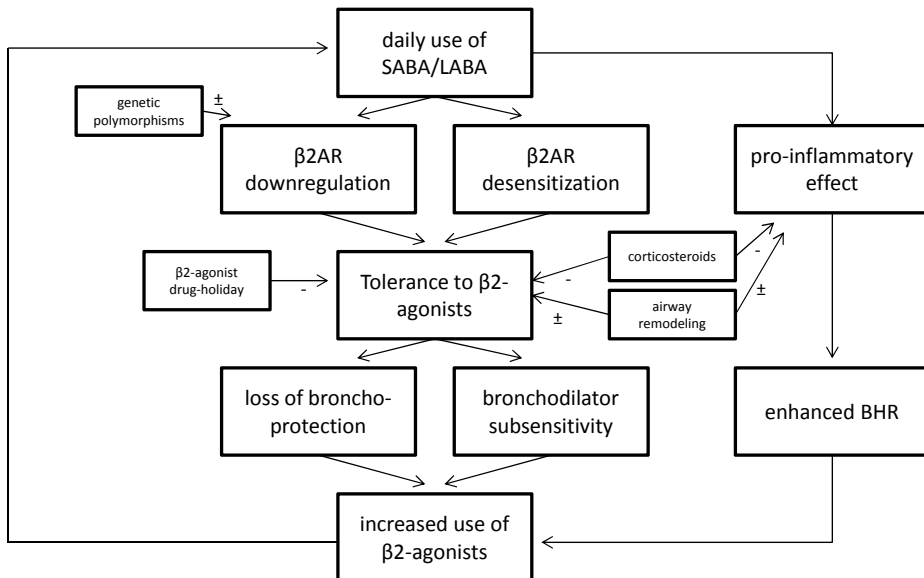 daily use of
SABA/LABA
genetic
polymorphisms
±
β2AR
downregulation
β2AR
desensitization
pro-inflammatory
effect
β2-agonist
drug-holiday
-
Tolerance to β2-
agonists
corticosteroids
-
-
airway
remodeling
±
±
loss of broncho-
protection
bronchodilator
subsensitivity
enhanced BHR
increased use of
β2-agonists